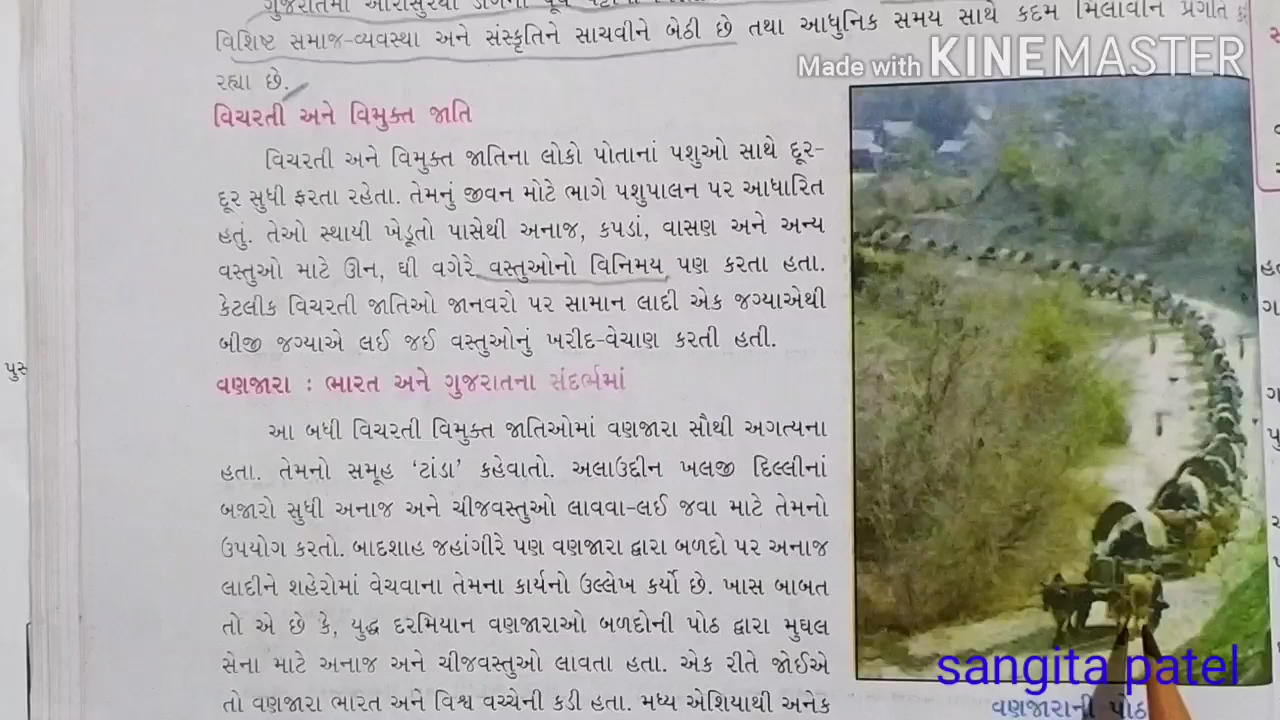 ગુજરાતમાં
વિશિષ્ટ સમાજ-વ્યવસ્થા અને સંસ્કૃતિને સાચવીને બેઠી છે તથા આધુનિક સમય સાથે કદમ મિલાવીને પ્રગતિ કરી
રહ્યા છે.
Made with KINEMASTER
વિચરતી અને વિમુક્ત જાતિ
વિચરતી અને વિમુક્ત જાતિના લોકો પોતાનાં પશુઓ સાથે દૂર-
દૂર સુધી ફરતા રહેતા. તેમનું જીવન મોટે ભાગે પશુપાલન પર આધારિત
હતું. તેઓ સ્થાયી ખેડૂતો પાસેથી અનાજ, કપડાં, વાસણ અને અન્ય
વસ્તુઓ માટે ઊન, ઘી વગેરે વસ્તુઓનો વિનિમય પણ કરતા હતા.
કેટલીક વિચરતી જાતિઓ જાનવરો પર સામાન લાદી એક જગ્યાએથી
બીજી જગ્યાએ લઈ જઈ વસ્તુઓનું ખરીદ-વેચાણ કરતી હતી.
વણજારા : ભારત અને ગુજરાતના સંદર્ભમાં
આ બધી વિચરતી વિમુક્ત જાતિઓમાં વણજારા સૌથી અગત્યના
હતા. તેમનો સમૂહ ‘ટાંડા’ કહેવાતો. અલાઉદ્દીન ખલજી દિલ્લીનાં
બજારો સુધી અનાજ અને ચીજવસ્તુઓ લાવવા-લઈ જવા માટે તેમનો
ઉપયોગ કરતો. બાદશાહ જહાંગીરે પણ વણજારા દ્વારા બળદો પર અનાજ
લાદીને શહેરોમાં વેચવાના તેમના કાર્યનો ઉલ્લેખ કર્યો છે. ખાસ બાબત
તો એ છે કે, યુદ્ધ દરમિયાન વણજારાઓ બળદોની પોઠ દ્વારા મુઘલ
સેના માટે અનાજ અને ચીજવસ્તુઓ લાવતા હતા. એક રીતે જોઈએ
તો વણજારા ભારત અને વિશ્વ વચ્ચેની કડી હતા. મધ્ય એશિયાથી અનેક
sangita patel
વણજારાની પોઠ